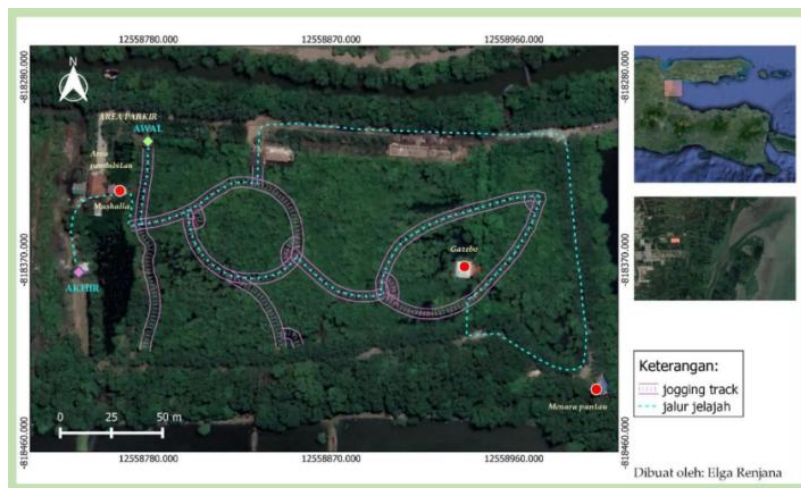 12558780.000 12558870.000 12558960.000
-818280.000
-818280.000
N
AREA PARKIR
AWAL
Area
pembibitan
Mushalla
Gazebo
-818370.000
-818370.000
AKHIR
Menara pantau
0 25 50 m
-818460.000
-818460.000
12558780.000 12558870.000 12558960.000
Keterangan:
jogging track
jalur jelajah
Dibuat oleh: Elga Renjana